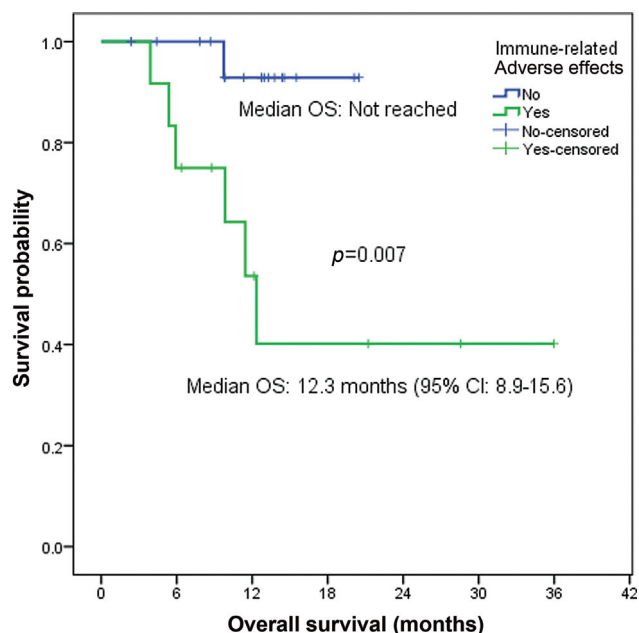 Immune-related
Adverse effects
No
Yes
No-censored
Yes-censored
Median OS: Not reached
p=0.007
Median OS: 12.3 months (95% CI: 8.9-15.6)
Survival probability
1.0
0.8
0.6
0.4
0.2
0.0
0 6 12 18 24 30 36 42
Overall survival (months)